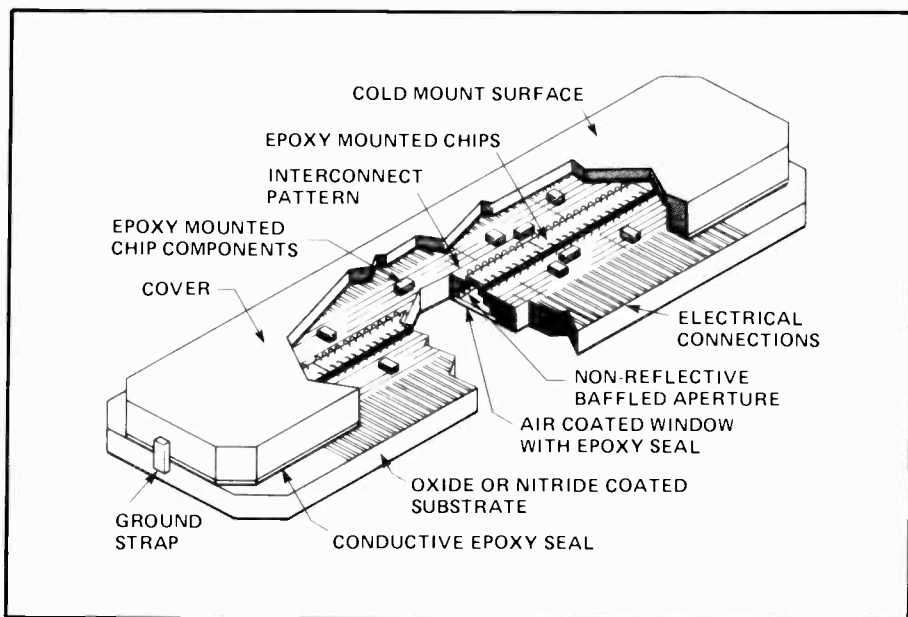 COLD MOUNT SURFACE
EPOXY MOUNTED CHIPS
INTERCONNECT
PATTERN
EPOXY MOUNTED
CHIP COMPONENTS
COVER
ELECTRICAL
CONNECTIONS
NON-REFLECTIVE
BAFFLED APERTURE
AIR COATED WINDOW
WITH EPOXY SEAL
OXIDE OR NITRIDE COATED
SUBSTRATE
GROUND
STRAP
CONDUCTIVE EPOXY SEAL